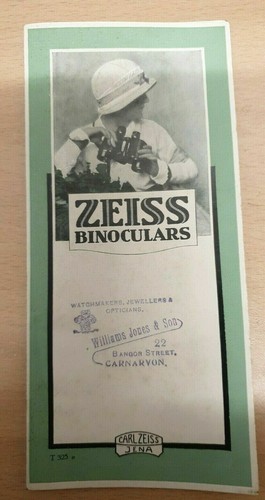 ZEISS
BINOCULARS
WATCHMAKERS, JEWELLERS &
OPTICIANS,
Williams Jones & Son
22
BANGOR STREET,
CARNARVON.
CARL ZEISS
JENA